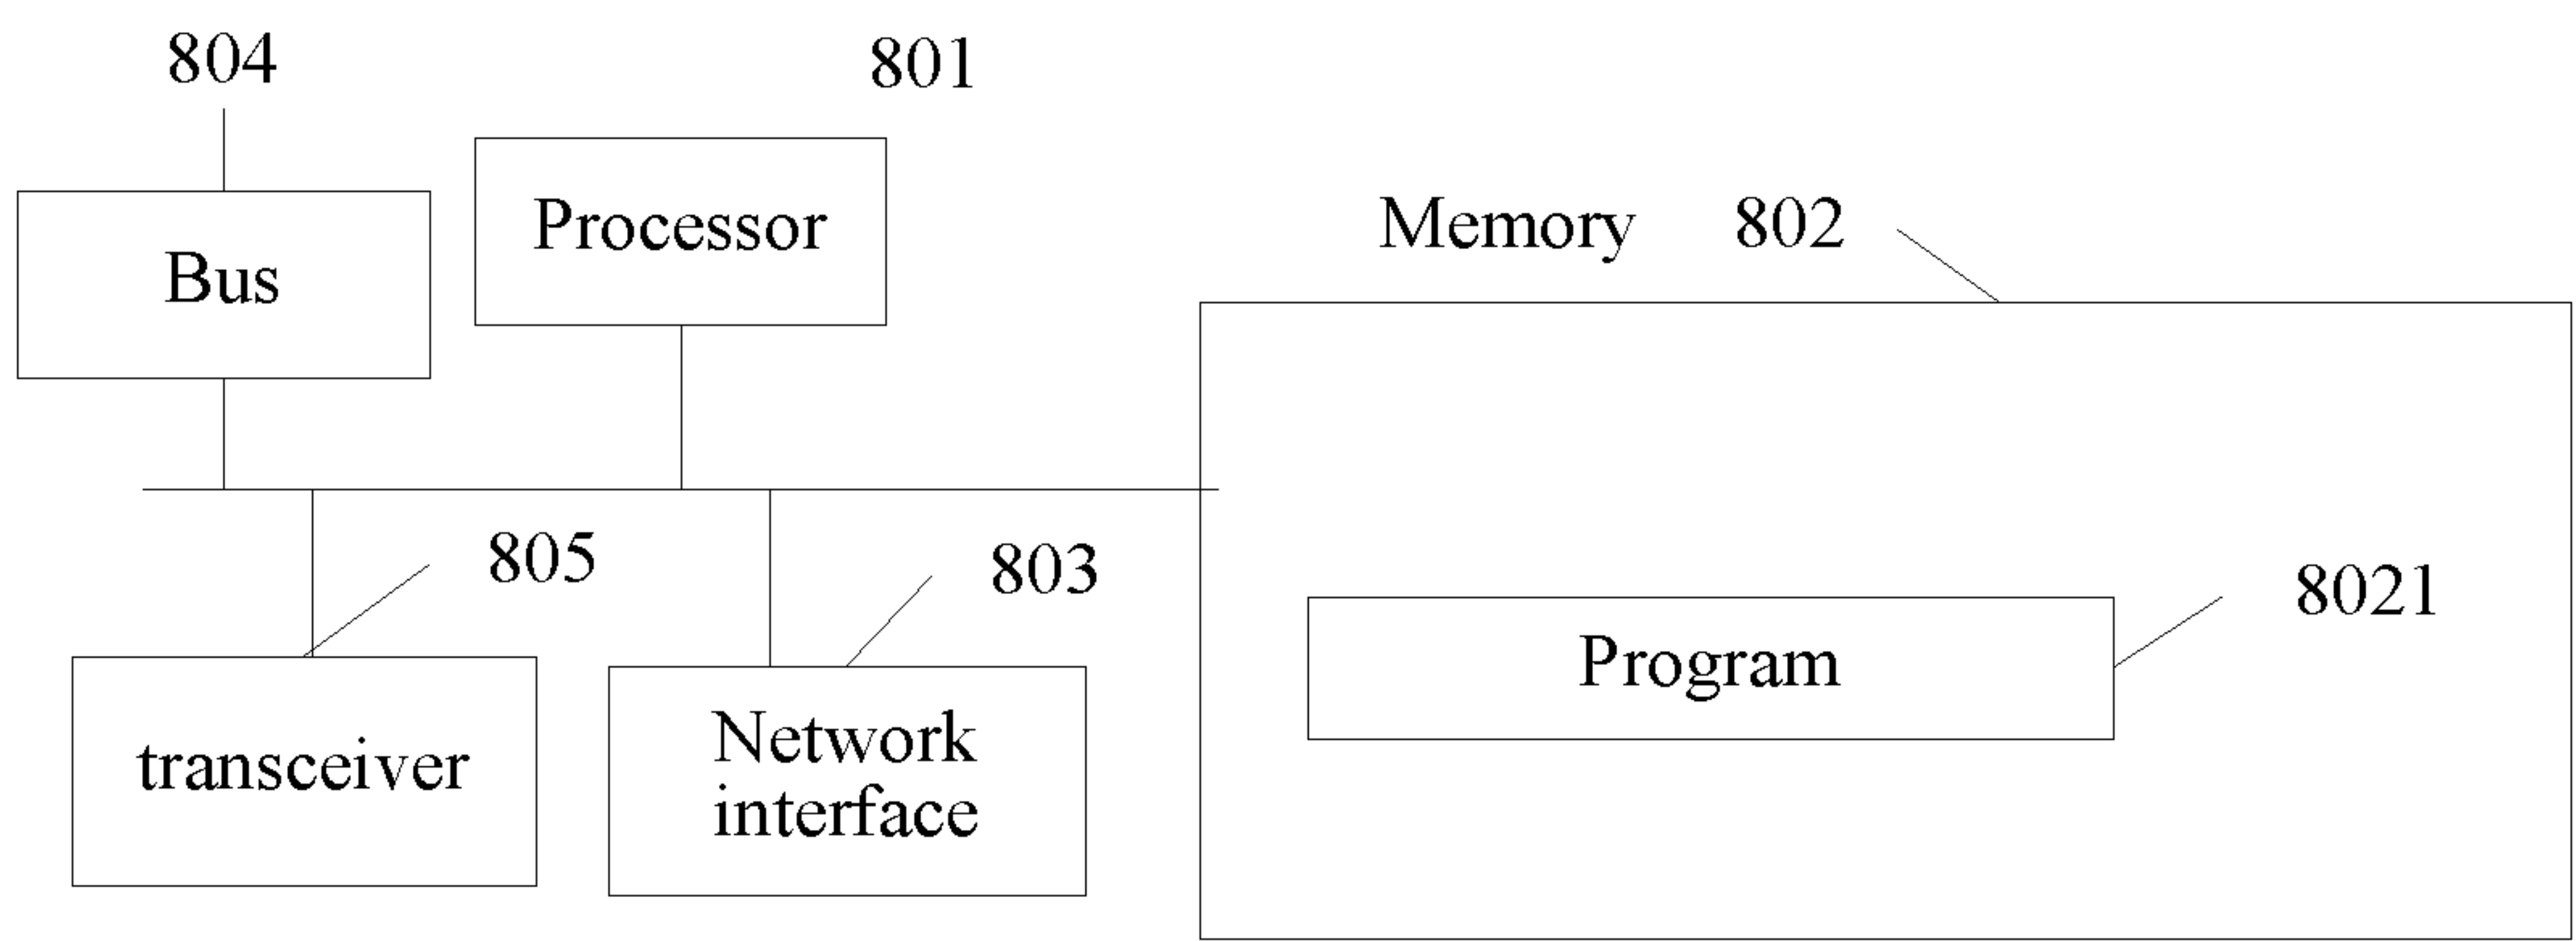 804
801
Processor
Memory 802
Bus
805
803
8021
Program
transceiver
Network
interface